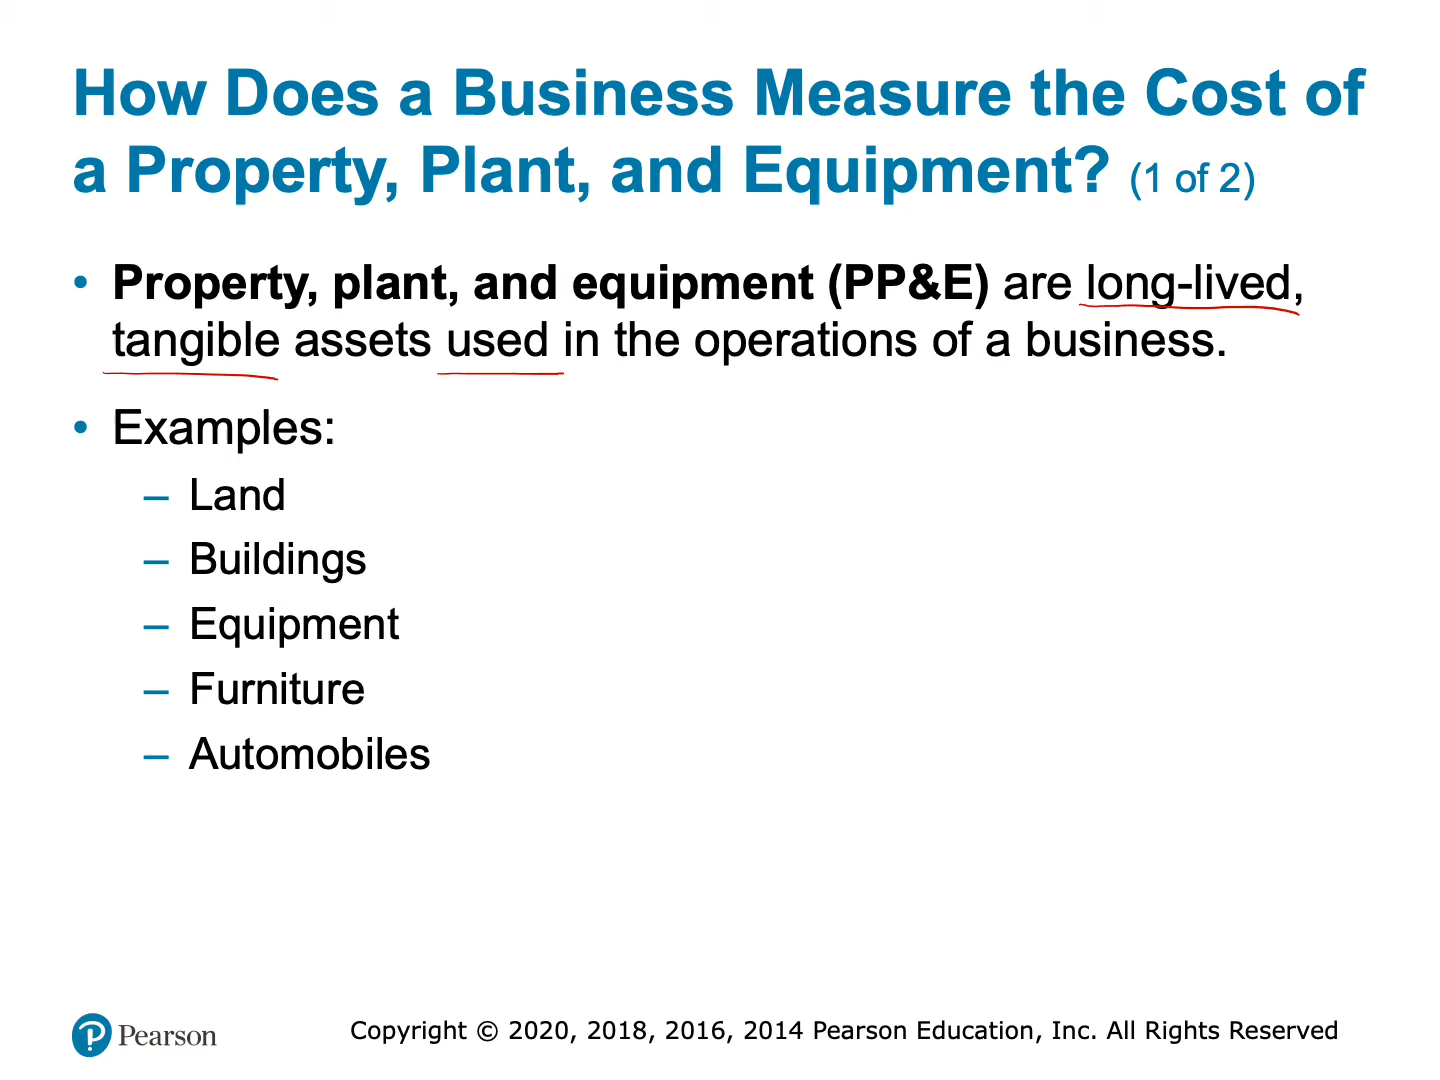 How Does a Business Measure the Cost of
a Property, Plant, and Equipment? (1 of 2)
• Property, plant, and equipment (PP&E) are long-lived,
tangible assets used in the operations of a business.
• Examples:
– Land
– Buildings
– Equipment
– Furniture
– Automobiles
Pearson
Copyright © 2020, 2018, 2016, 2014 Pearson Education, Inc. All Rights Reserved